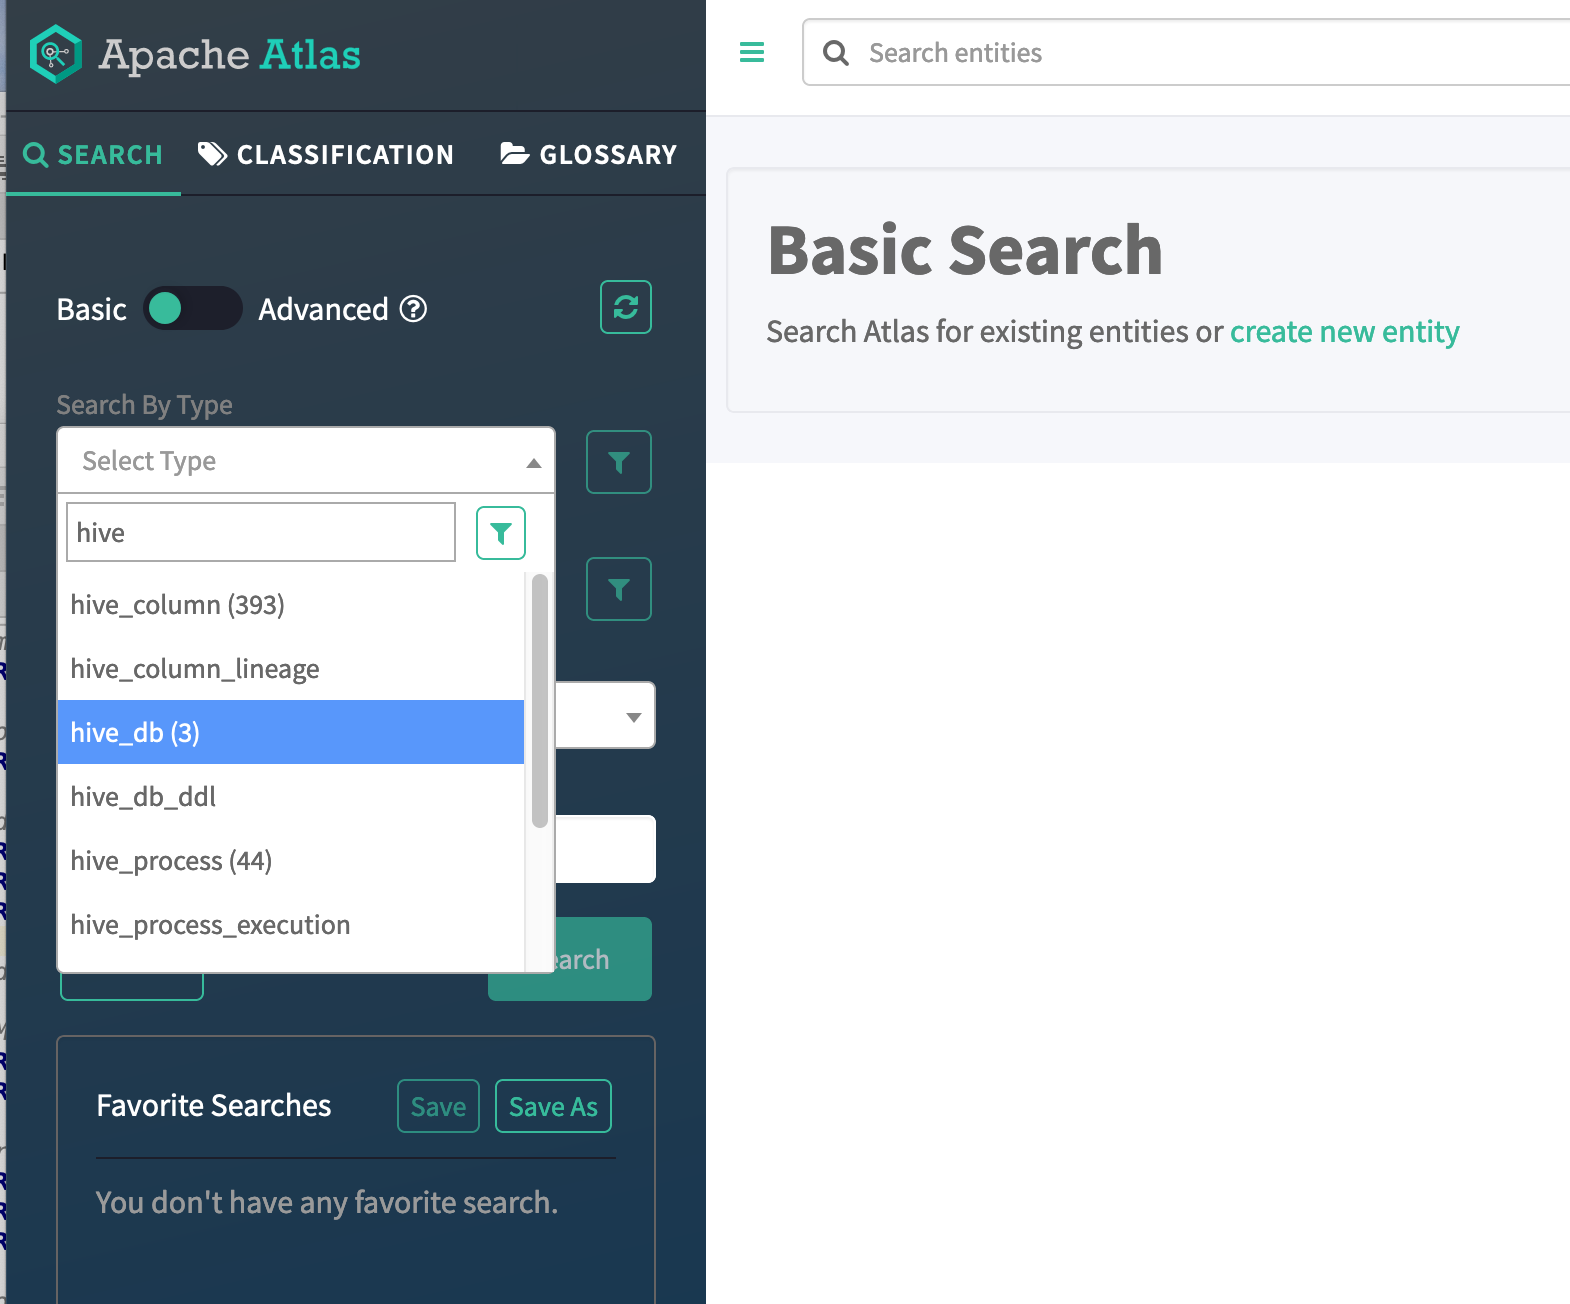 Apache Atlas
Search entities
SEARCH CLASSIFICATION GLOSSARY
Basic Search
Basic Advanced
Search Atlas for existing entities or create new entity
Search By Type
Select Type
hive
hive_column (393)
hive_column_lineage
hive_db (3)
hive_db_ddl
hive_process (44)
hive_process_execution
earch
Favorite Searches Save Save As
You don't have any favorite search.